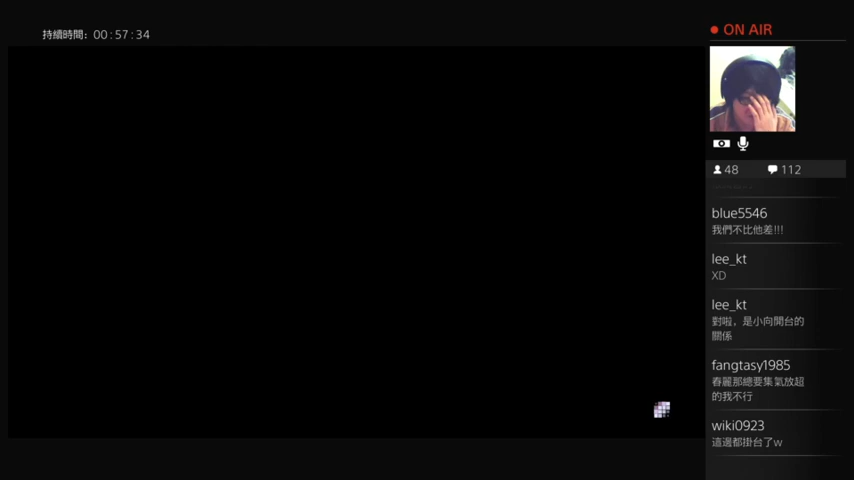 持續時間: 00:57:34
ON AIR
48 112
blue5546
我們不比他差!!!
lee_kt
XD
lee_kt
對啦，是小向開台的
關係
fangtasy1985
春麗那總要集氣放超
的我不行
wiki0923
這邊都掛台了w